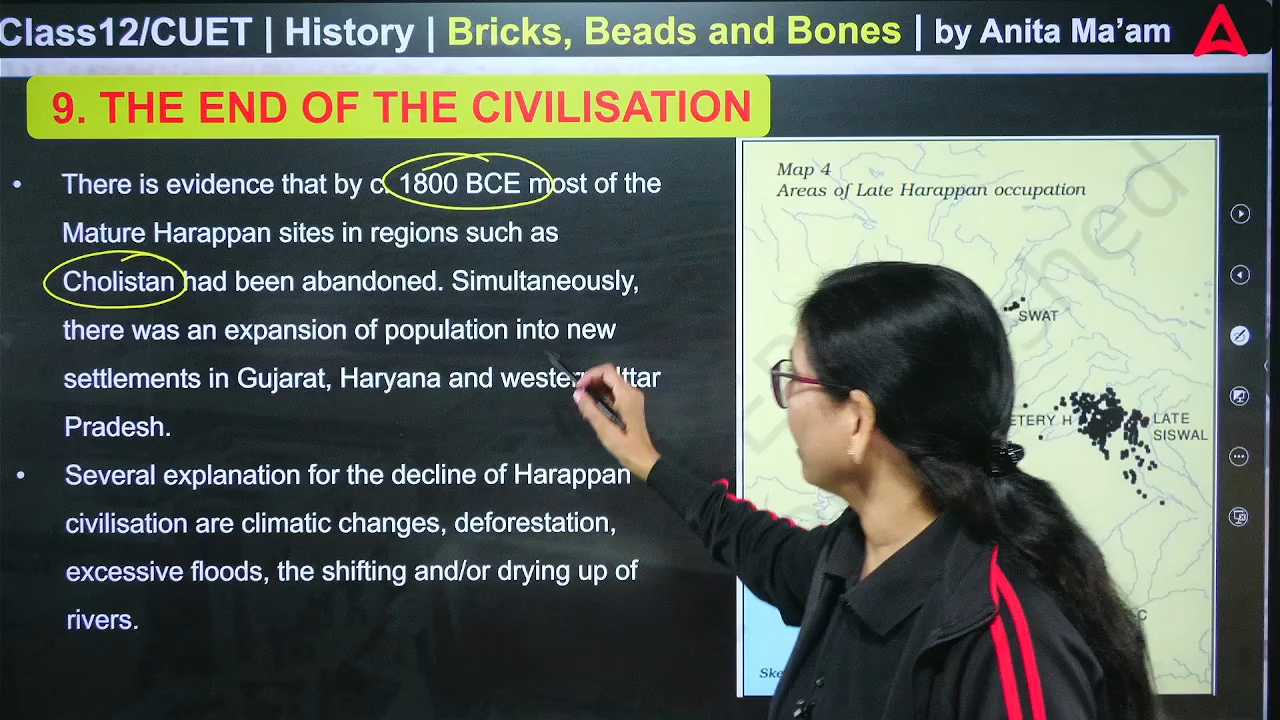 Class12/CUET | History | Bricks, Beads and Bones | by Anita Ma’am
9. THE END OF THE CIVILISATION
• There is evidence that by c. 1800 BCE most of the
Mature Harappan sites in regions such as
Cholistan had been abandoned. Simultaneously,
there was an expansion of population into new
settlements in Gujarat, Haryana and western Uttar
Pradesh.
• Several explanation for the decline of Harappan
civilisation are climatic changes, deforestation,
excessive floods, the shifting and/or drying up of
rivers.
Map 4
Areas of Late Harappan occupation
SWAT
ETERY H
LATE
SISWAL
C
Ske